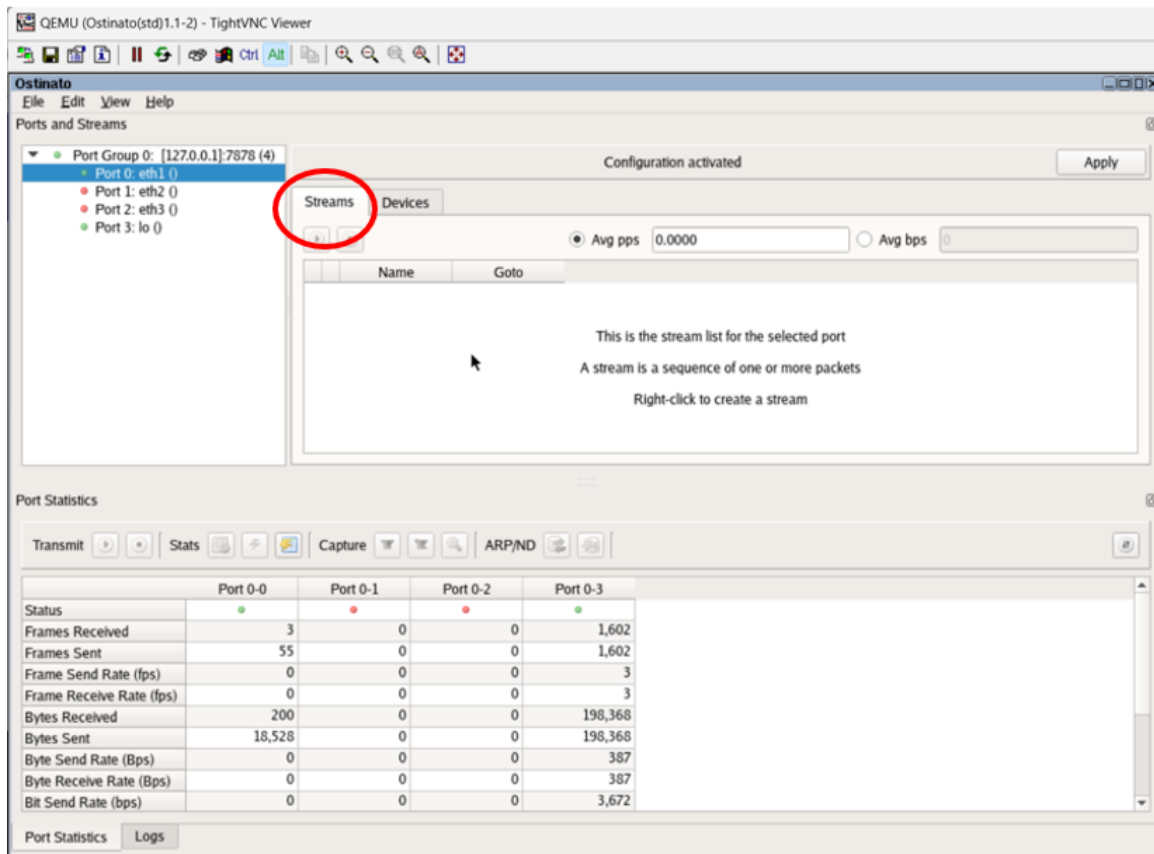 QEMU (Ostinato(std)1.1-2) - TightVNC Viewer
Ctrl Alt
Ostinato
File Edit View Help
Ports and Streams
Port Group 0: [127.0.0.1]:7878 (4)
Port 0: eth1 ()
Port 1: eth2 ()
Port 2: eth3 ()
Port 3: lo ()
Configuration activated Apply
Streams Devices
Avg pps 0.0000 Avg bps 0
Name Goto
This is the stream list for the selected port
A stream is a sequence of one or more packets
Right-click to create a stream
Port Statistics
Transmit Stats Capture ARP/ND
Port 0-0 Port 0-1 Port 0-2 Port 0-3
Status
Frames Received 3 0 0 1,602
Frames Sent 55 0 0 1,602
Frame Send Rate (fps) 0 0 0 3
Frame Receive Rate (fps) 0 0 0 3
Bytes Received 200 0 0 198,368
Bytes Sent 18,528 0 0 198,368
Byte Send Rate (Bps) 0 0 0 387
Byte Receive Rate (Bps) 0 0 0 387
Bit Send Rate (bps) 0 0 0 3,672
Port Statistics Logs